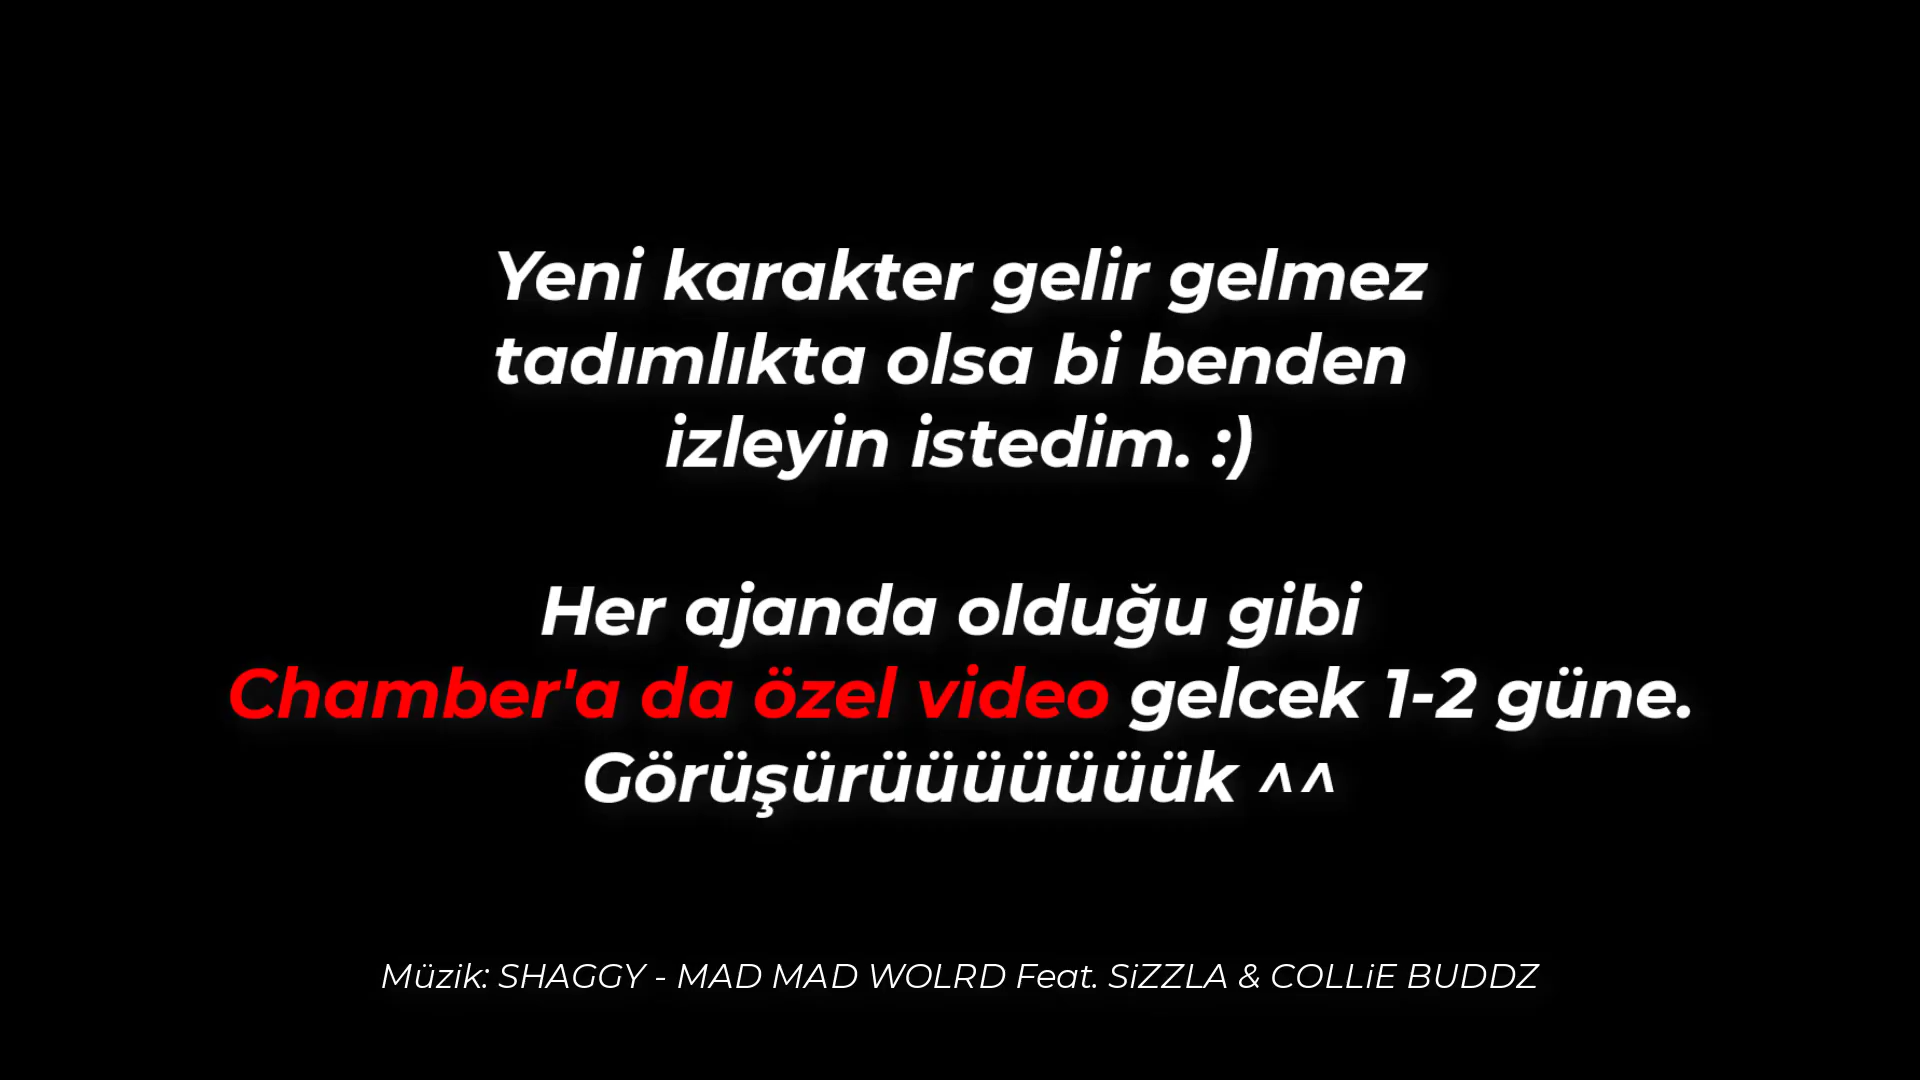 Yeni karakter gelir gelmez
tadımlıkta olsa bi benden
izleyin istedim. :)
Her ajanda olduğu gibi
Chamber'a da özel video gelcek 1-2 güne.
Görüşürüüüüüüük ^^
Müzik: SHAGGY - MAD MAD WOLRD Feat. SiZZLA & COLLiE BUDDZ